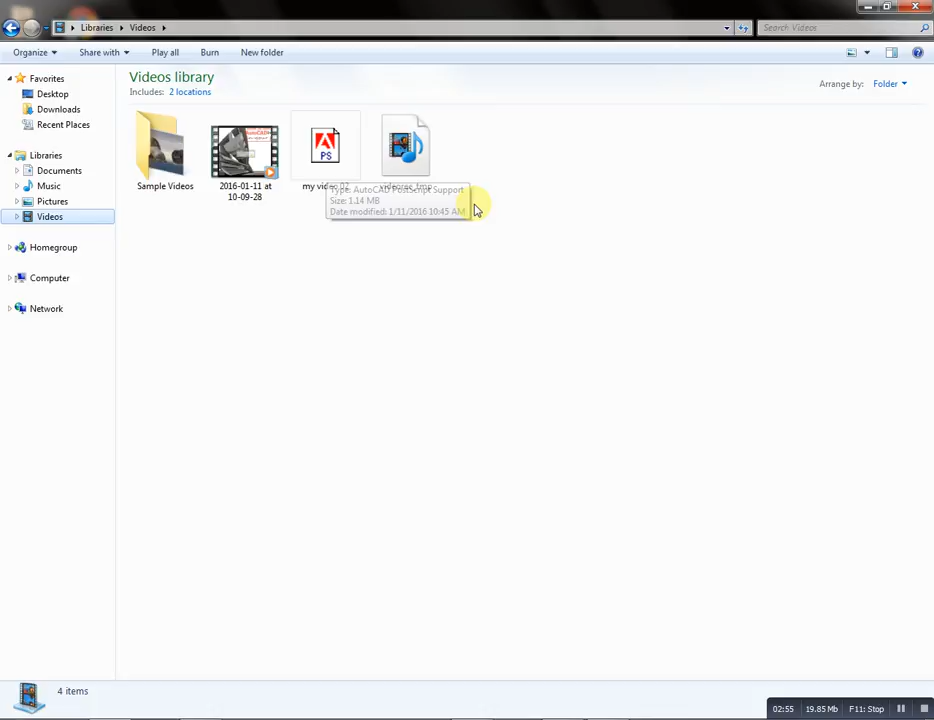 Libraries
Videos
Search Videos
Organize
Share with
Play all
Burn
New folder
Favorites
Desktop
Downloads
Recent Places
Libraries
Documents
Music
Pictures
Videos
Homegroup
Computer
Network
Videos library
Includes: 2 locations
Arrange by: Folder
PS
Sample Videos
2016-01-11 at
10-09-28
my video
Type: AutoCAD PostScript Support
Size: 1.14 MB
Date modified: 1/11/2016 10:45 AM
4 items
02:55
19.85 Mb
F11: Stop